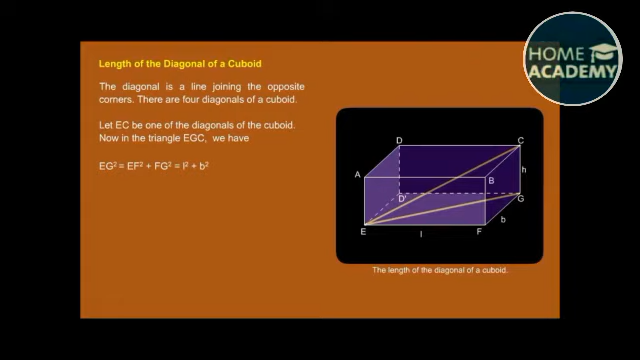 HOME
ACADEMY
Length of the Diagonal of a Cuboid
The diagonal is a line joining the opposite
corners. There are four diagonals of a cuboid.
Let EC be one of the diagonals of the cuboid.
Now in the triangle EGC, we have
EG² = EF² + FG² = l² + b²
D
C
A
B
h
D'
G
b
E
l
F
The length of the diagonal of a cuboid.